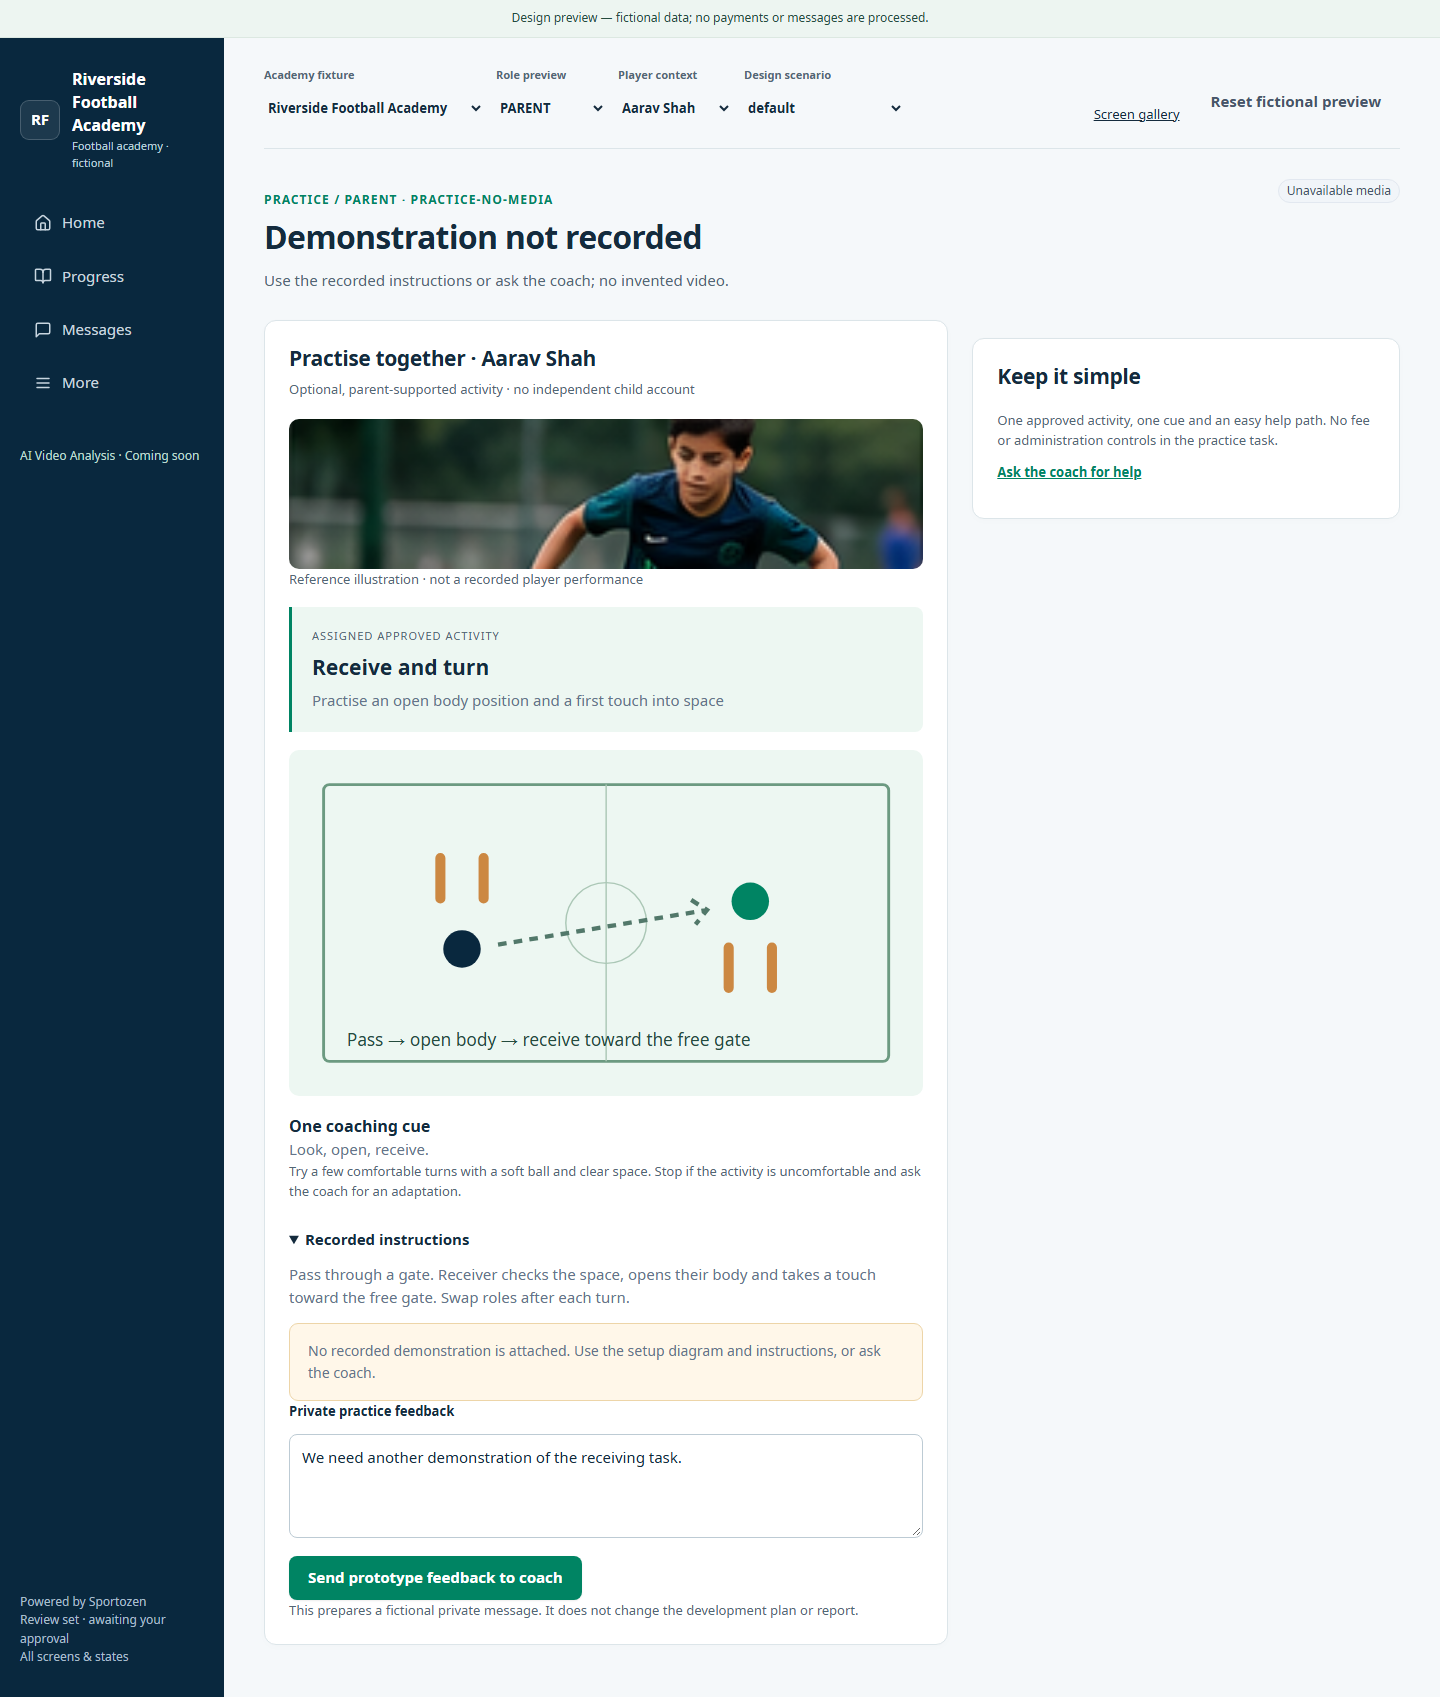 Design preview — fictional data; no payments or messages are processed.
RF
Riverside
Football
Academy
Football academy ·
fictional
Home
Progress
Messages
More
AI Video Analysis · Coming soon
Powered by Sportozen
Review set · awaiting your
approval
All screens & states
Academy fixture
Riverside Football Academy
Role preview
PARENT
Player context
Aarav Shah
Design scenario
default
Screen gallery
Reset fictional preview
PRACTICE / PARENT · PRACTICE-NO-MEDIA
Unavailable media
Demonstration not recorded
Use the recorded instructions or ask the coach; no invented video.
Practise together · Aarav Shah
Optional, parent-supported activity · no independent child account
Reference illustration · not a recorded player performance
ASSIGNED APPROVED ACTIVITY
Receive and turn
Practise an open body position and a first touch into space
Pass → open body → receive toward the free gate
One coaching cue
Look, open, receive.
Try a few comfortable turns with a soft ball and clear space. Stop if the activity is uncomfortable and ask
the coach for an adaptation.
▼ Recorded instructions
Pass through a gate. Receiver checks the space, opens their body and takes a touch
toward the free gate. Swap roles after each turn.
No recorded demonstration is attached. Use the setup diagram and instructions, or ask
the coach.
Private practice feedback
We need another demonstration of the receiving task.
Send prototype feedback to coach
This prepares a fictional private message. It does not change the development plan or report.
Keep it simple
One approved activity, one cue and an easy help path. No fee
or administration controls in the practice task.
Ask the coach for help